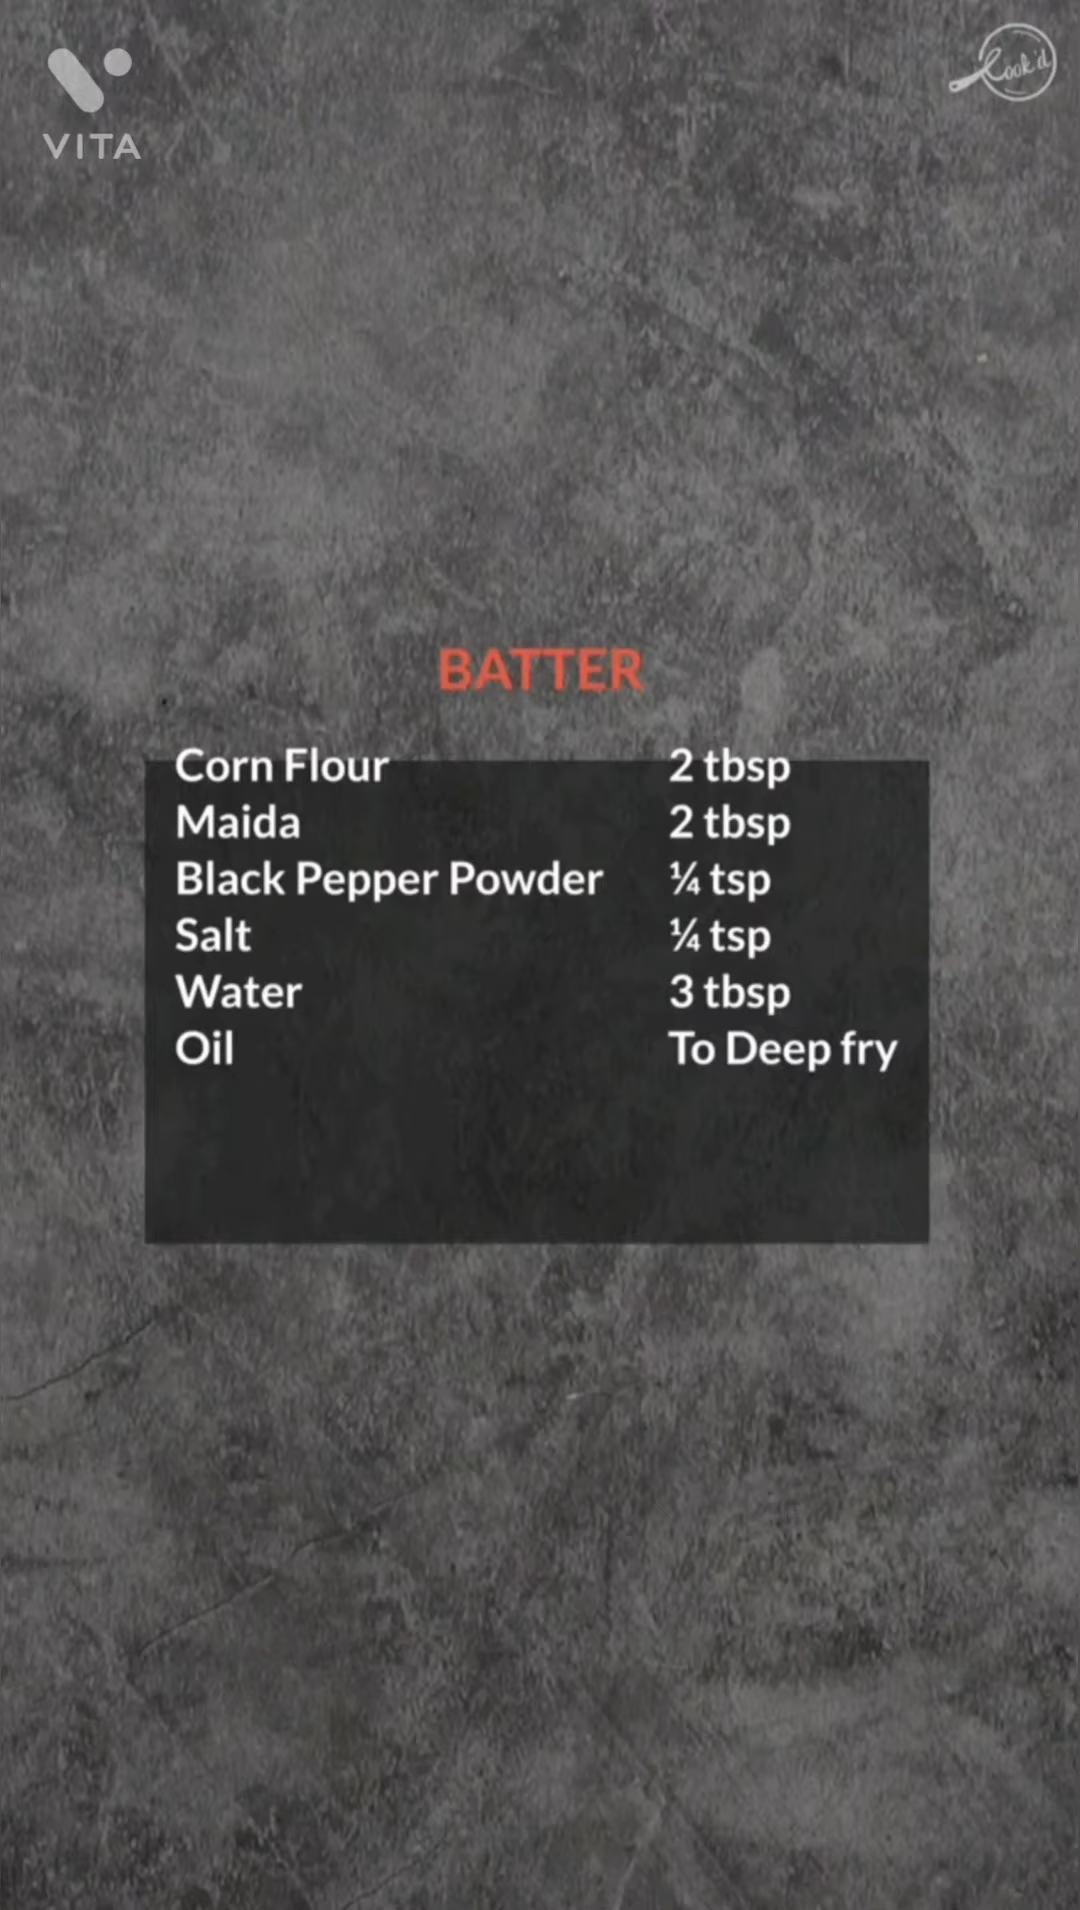 VITA
Cook'd
BATTER
Corn Flour 2 tbsp
Maida 2 tbsp
Black Pepper Powder ¼ tsp
Salt ¼ tsp
Water 3 tbsp
Oil To Deep fry